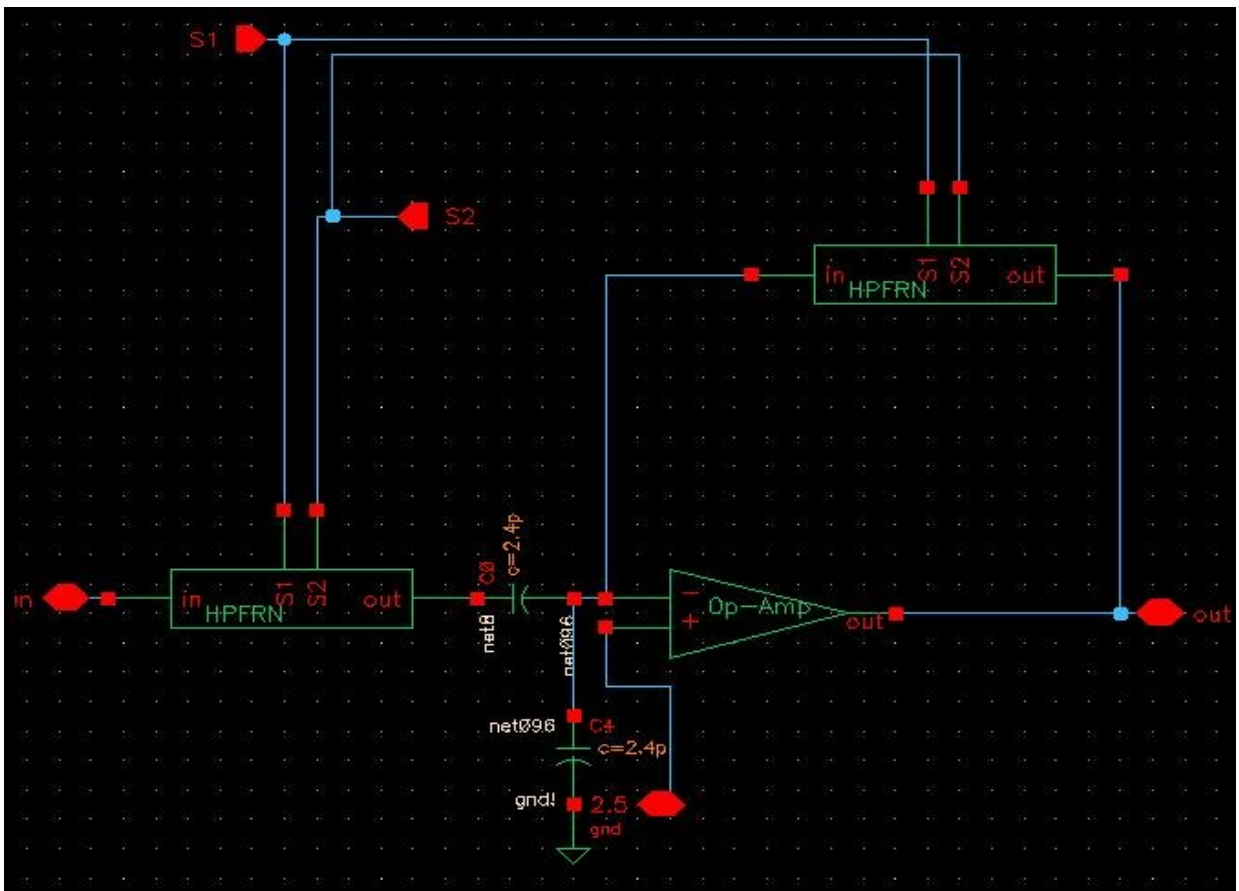 S1
S2
in S1 S2 out
HPFRN
in
in S1 S2 out
HPFRN
C0
c=2.4p
net8
net096
Op-Amp
-
+
out
out
net096
C4
c=2.4p
gnd!
2.5
gnd